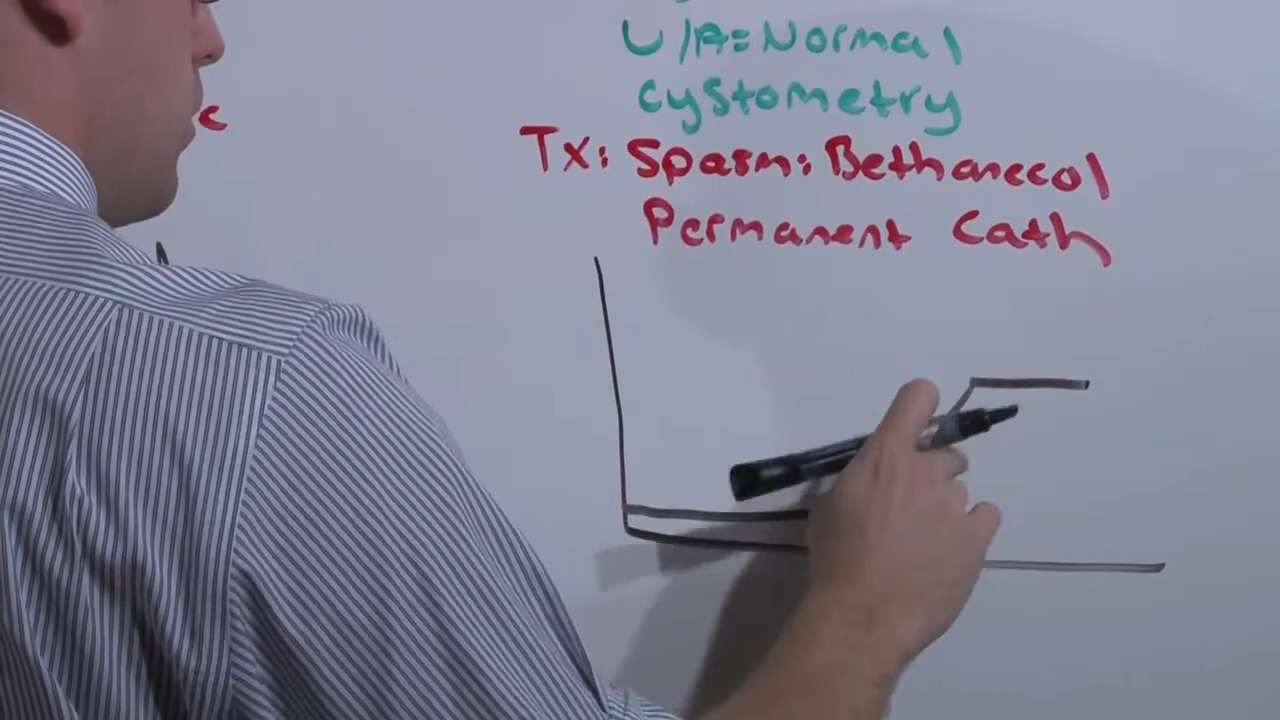 c
U/A=Normal
Cystometry
Tx: Spasm: Bethanecol
Permanent Cath